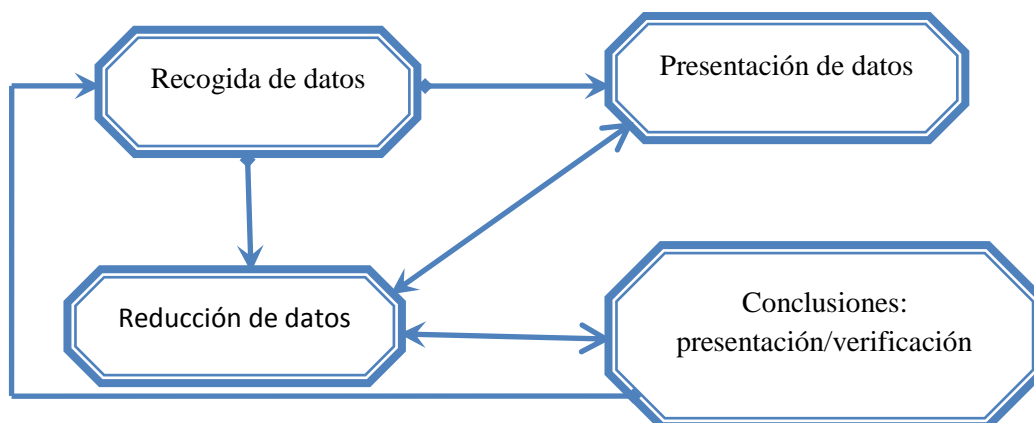 Recogida de datos
Presentación de datos
Reducción de datos
Conclusiones:
presentación/verificación